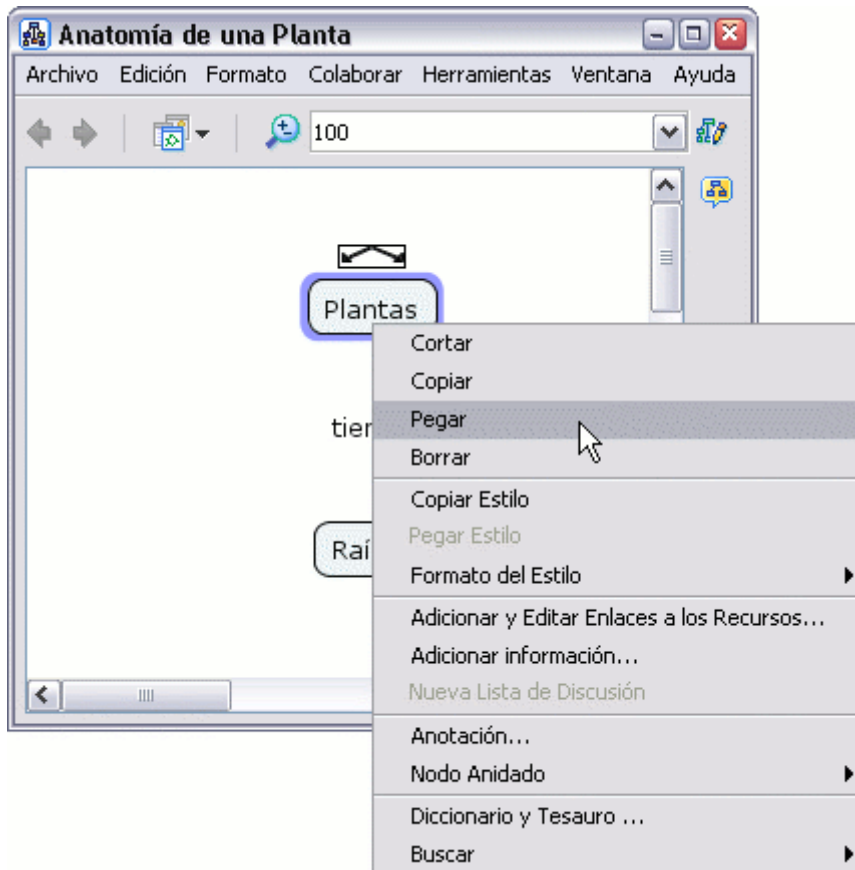 Anatomía de una Planta
Archivo Edición Formato Colaborar Herramientas Ventana Ayuda
100
Plantas
Cortar
Copiar
Pegar
Borrar
Copiar Estilo
Pegar Estilo
Formato del Estilo
Adicionar y Editar Enlaces a los Recursos...
Adicionar información...
Nueva Lista de Discusión
Anotación...
Nodo Anidado
Diccionario y Tesauro ...
Buscar